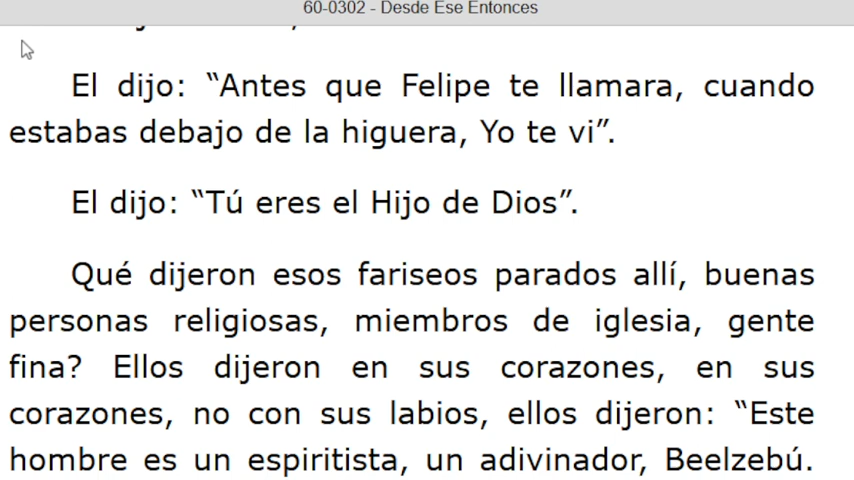 60-0302 - Desde Ese Entonces
El dijo: “Antes que Felipe te llamara, cuando
estabas debajo de la higuera, Yo te vi”.
El dijo: “Tú eres el Hijo de Dios”.
Qué dijeron esos fariseos parados allí, buenas
personas religiosas, miembros de iglesia, gente
fina? Ellos dijeron en sus corazones, en sus
corazones, no con sus labios, ellos dijeron: “Este
hombre es un espiritista, un adivinador, Beelzebú.